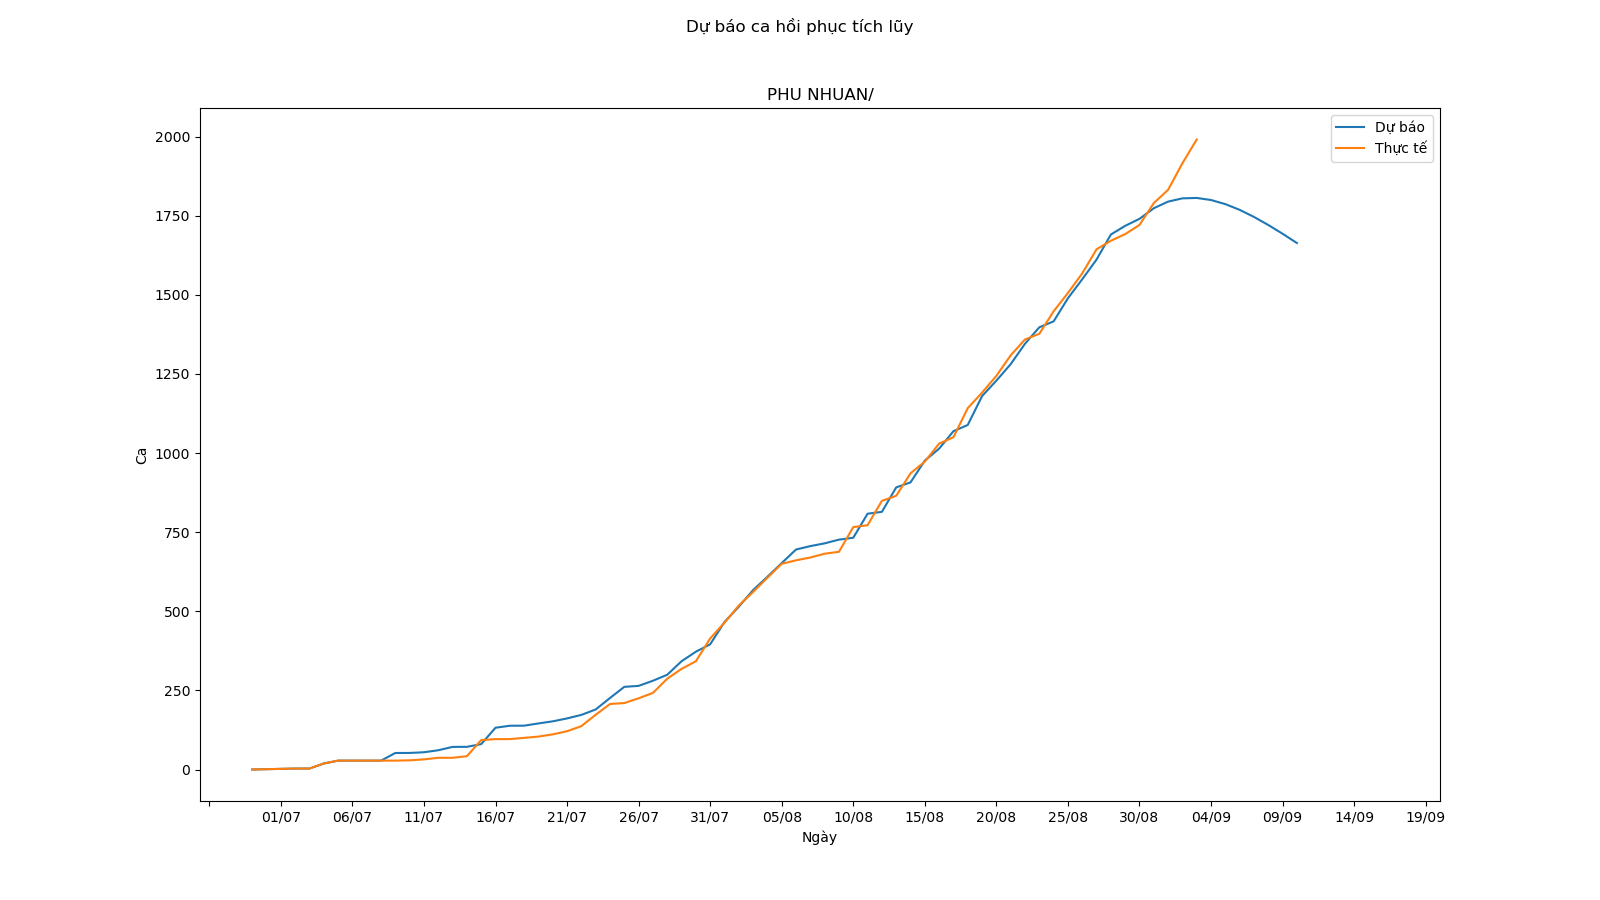 Dự báo ca hồi phục tích lũy
PHU NHUAN/
Dự báo
Thực tế
2000
1750
1500
1250
1000
750
500
250
0
Ca
01/07 06/07 11/07 16/07 21/07 26/07 31/07 05/08 10/08 15/08 20/08 25/08 30/08 04/09 09/09 14/09 19/09
Ngày